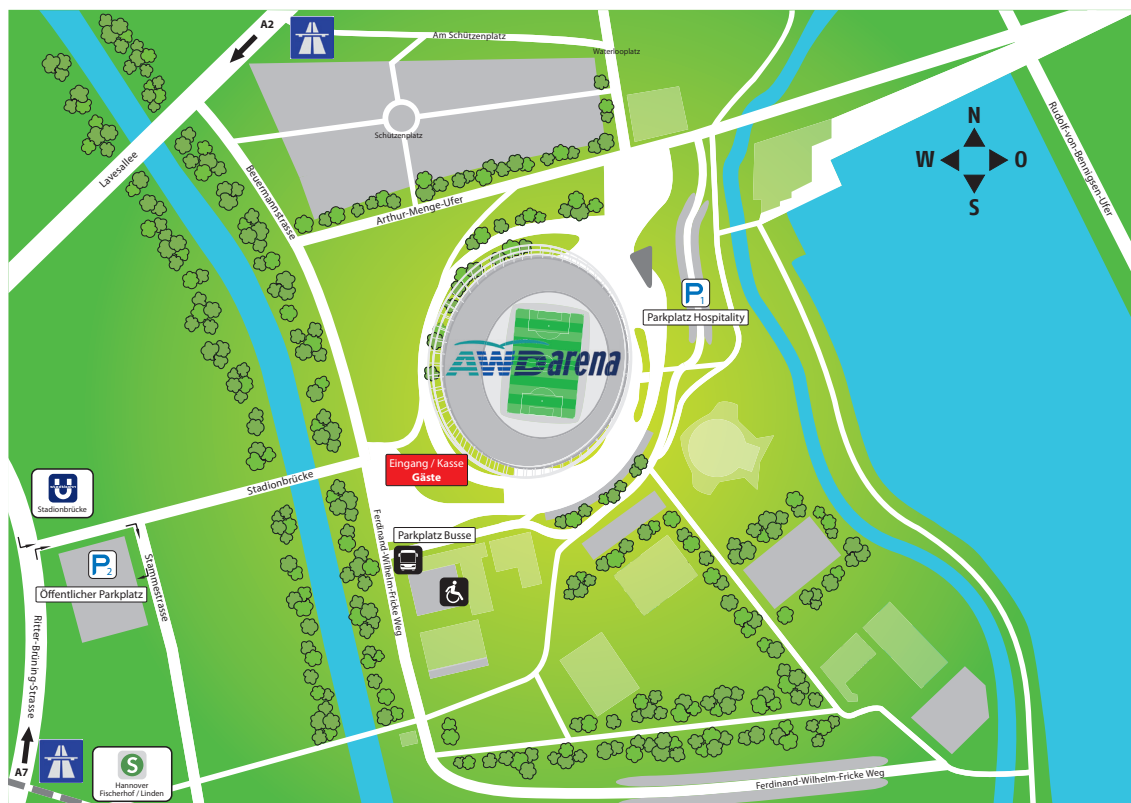 A2
Am Schützenplatz
Waterlooplatz
Schützenplatz
Lavesallee
Beuermannstrasse
Arthur-Menge-Ufer
Rudolf-von-Bennigsen-Ufer
N
W
O
S
P1
Parkplatz Hospitality
AWDarena
Eingang / Kasse
Gäste
U
Stadionbrücke
Stadionbrücke
Parkplatz Busse
Ferdinand-Wilhelm-Fricke Weg
P2
Öffentlicher Parkplatz
Stammestrasse
Ritter-Brüning-Strasse
A7
S
Hannover
Fischerhof / Linden
Ferdinand-Wilhelm-Fricke Weg